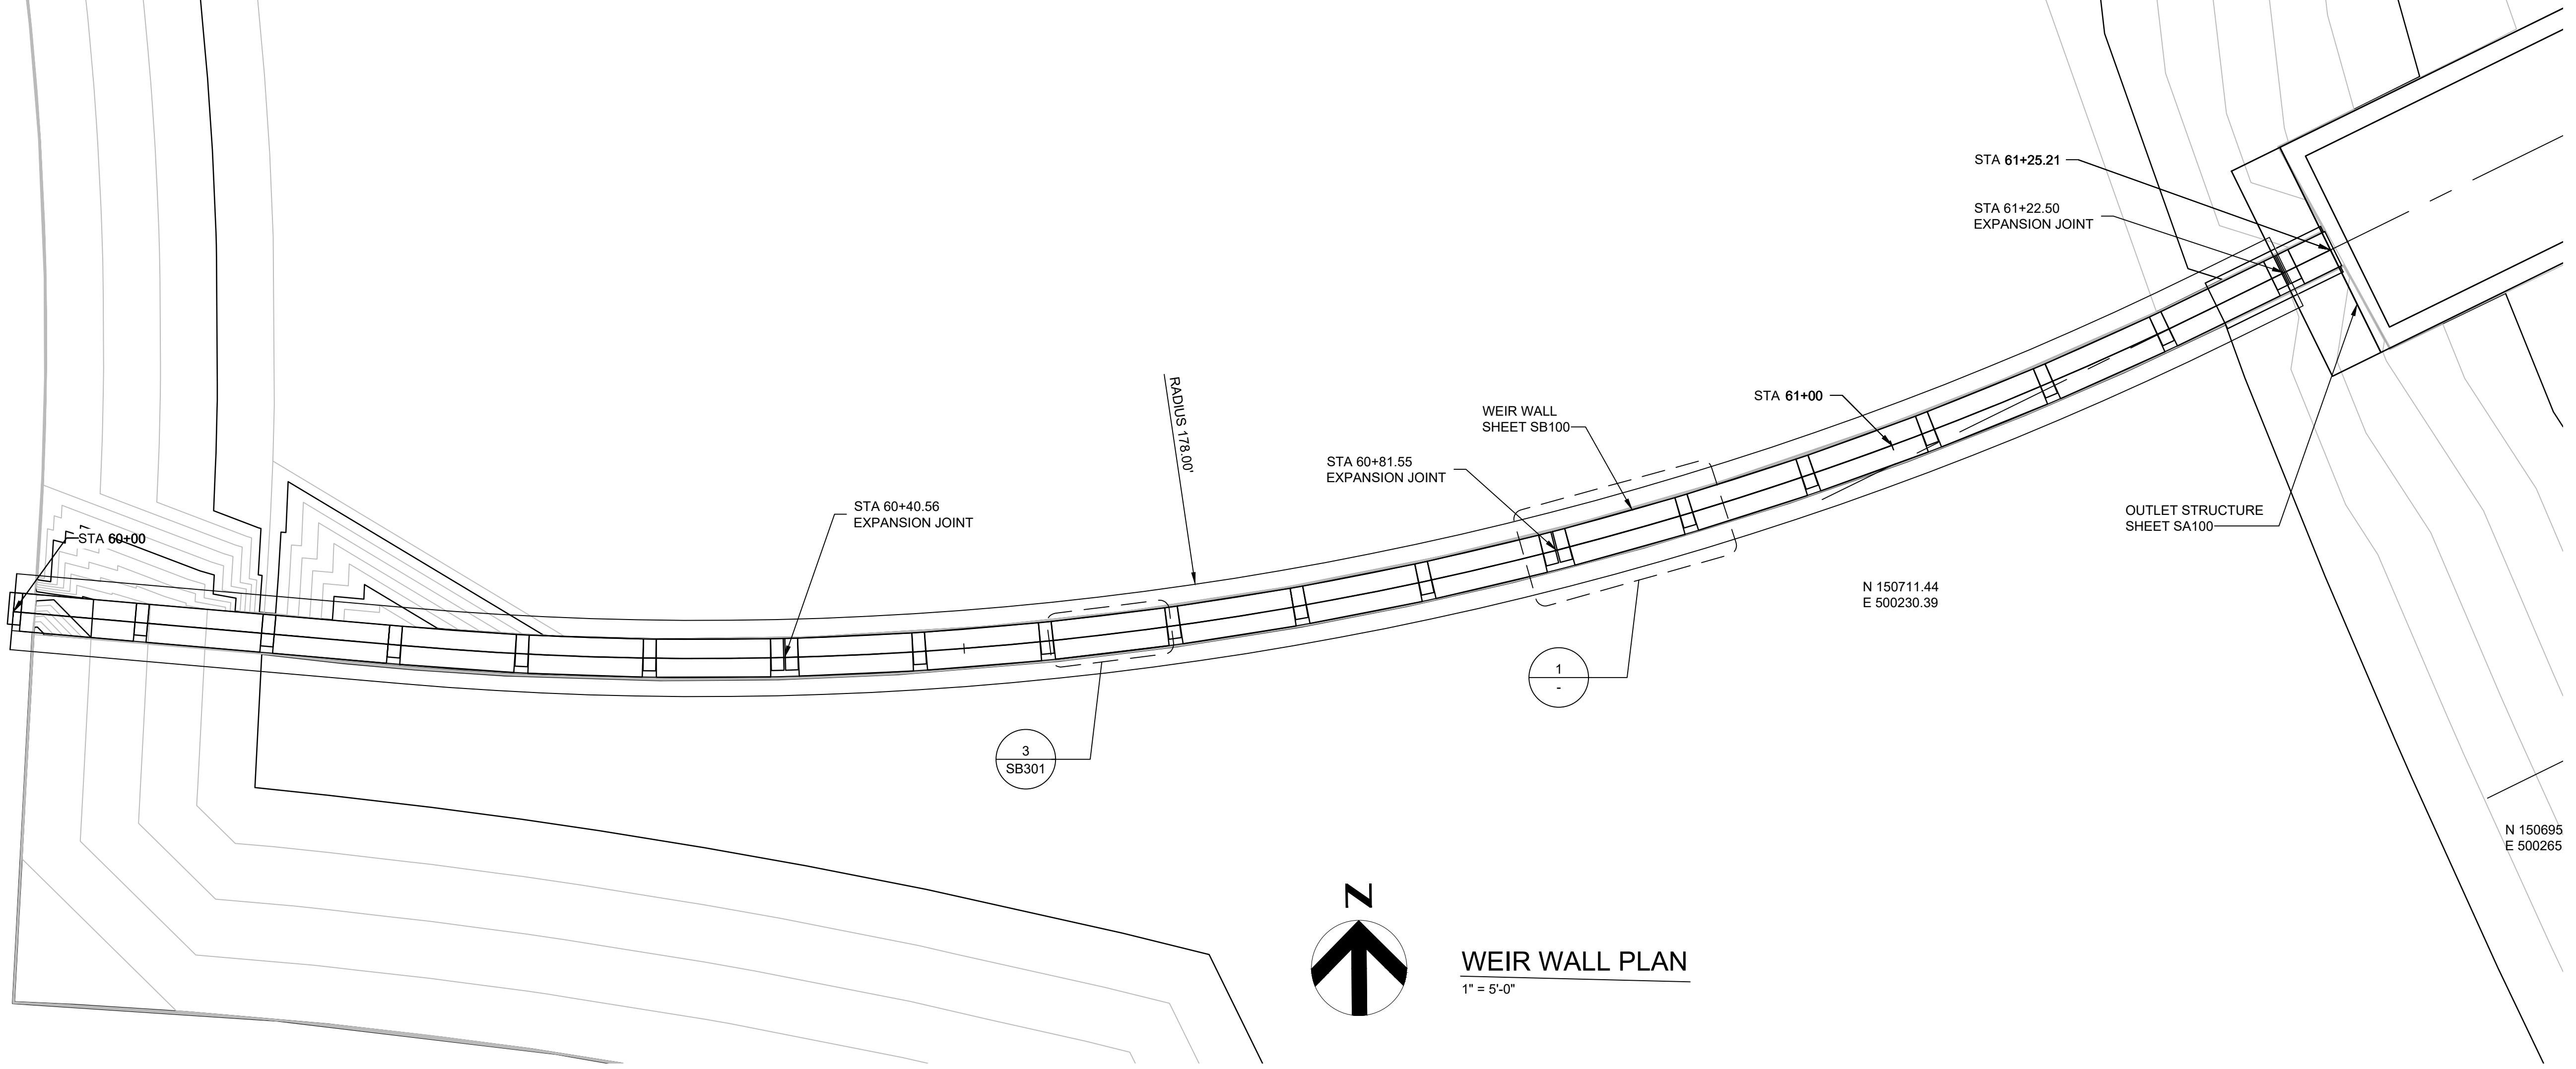 STA 61+25.21
STA 61+22.50
EXPANSION JOINT
RADIUS 178.00'
STA 61+00
WEIR WALL
SHEET SB100
STA 60+81.55
EXPANSION JOINT
STA 60+40.56
EXPANSION JOINT
STA 60+00
OUTLET STRUCTURE
SHEET SA100
N 150711.44
E 500230.39
1
-
3
SB301
N 150695
E 500265
N
WEIR WALL PLAN
1" = 5'-0"